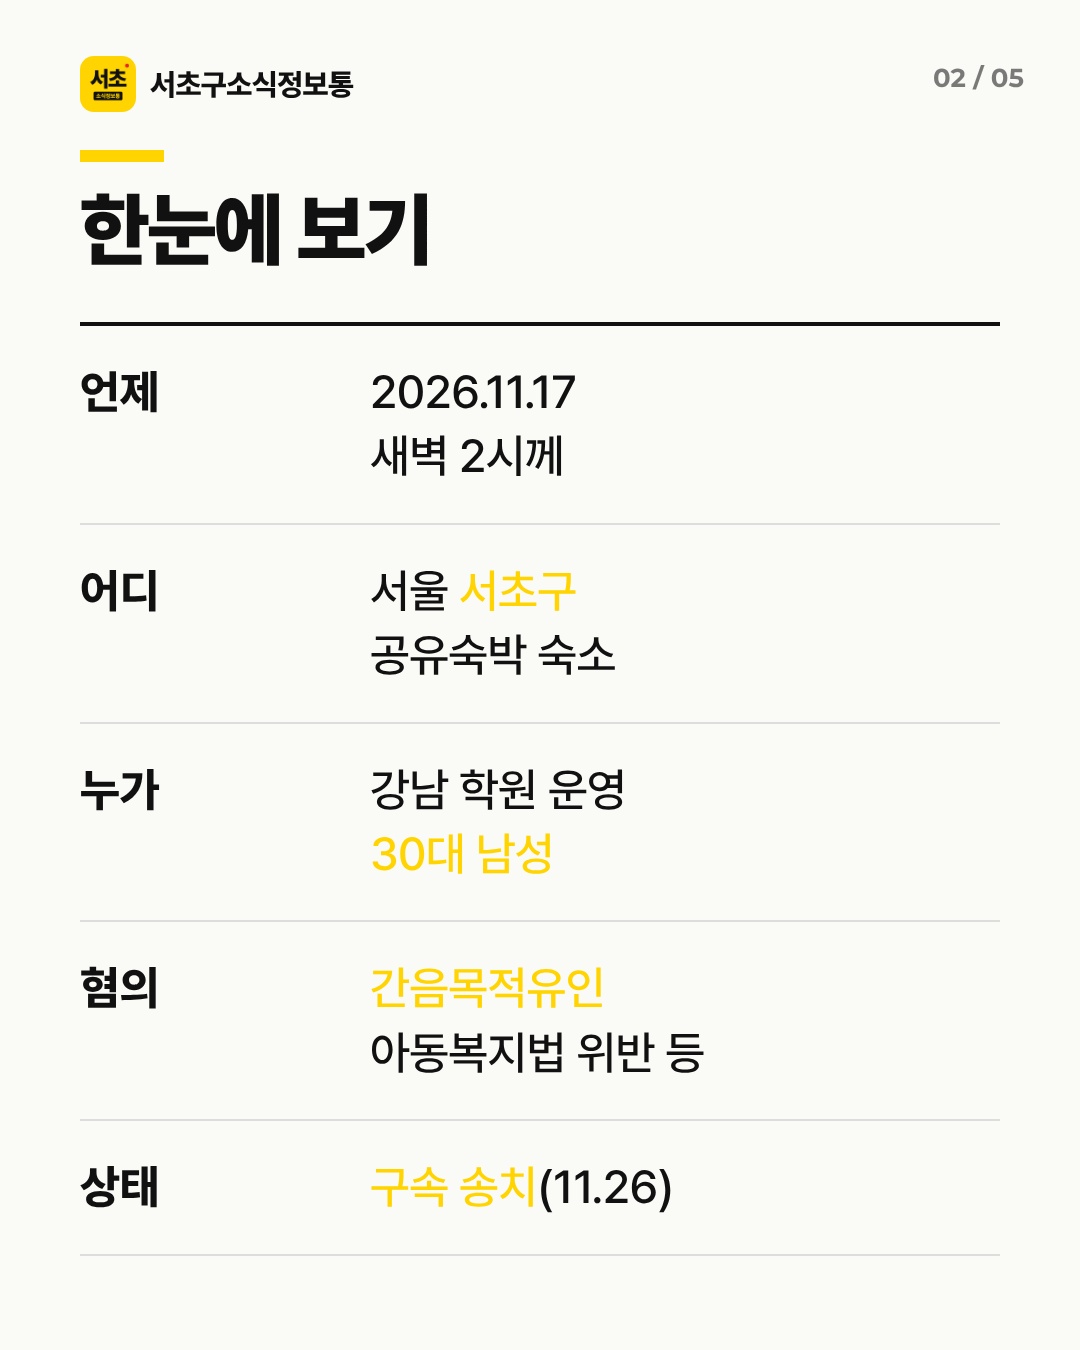 서초
소식정보통
서초구소식정보통
02 / 05
한눈에 보기
언제
2026.11.17
새벽 2시께
어디
서울 서초구
공유숙박 숙소
누가
강남 학원 운영
30대 남성
혐의
간음목적유인
아동복지법 위반 등
상태
구속 송치(11.26)